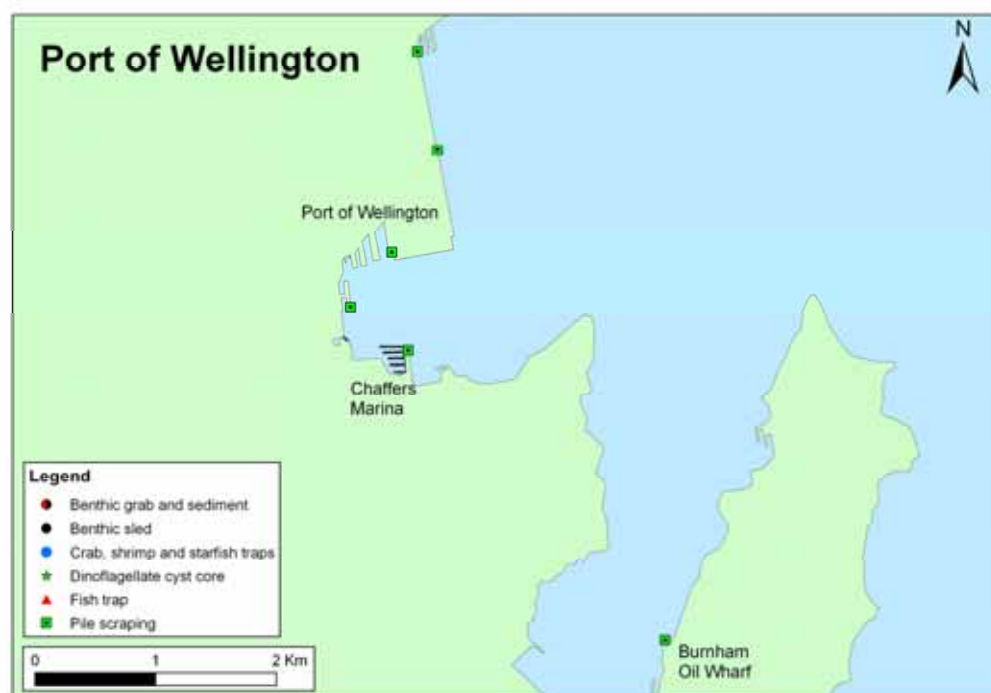 Port of Wellington
N
Port of Wellington
Chaffers
Marina
Legend
Benthic grab and sediment
Benthic sled
Crab, shrimp and starfish traps
Dinoflagellate cyst core
Fish trap
Pile scraping
0 1 2 Km
Burnham
Oil Wharf